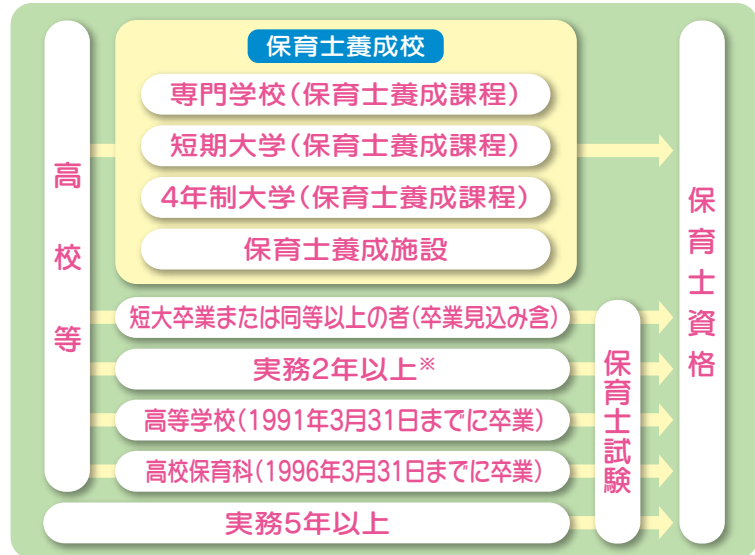 高校等
保育士養成校
専門学校(保育士養成課程)
短期大学(保育士養成課程)
4年制大学(保育士養成課程)
保育士養成施設
短大卒業または同等以上の者(卒業見込み含)
実務2年以上※
高等学校(1991年3月31日までに卒業)
高校保育科(1996年3月31日までに卒業)
実務5年以上
保育士試験
保育士資格